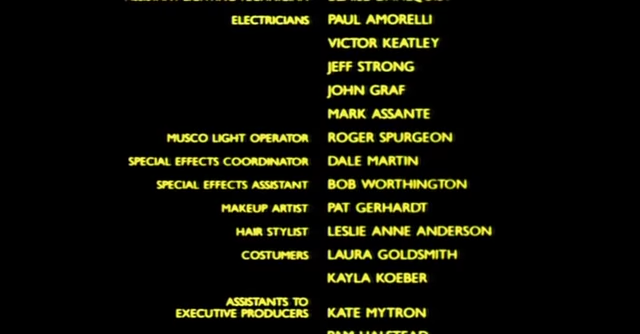 ELECTRICIANS PAUL AMORELLI
VICTOR KEATLEY
JEFF STRONG
JOHN GRAF
MARK ASSANTE
MUSCO LIGHT OPERATOR ROGER SPURGEON
SPECIAL EFFECTS COORDINATOR DALE MARTIN
SPECIAL EFFECTS ASSISTANT BOB WORTHINGTON
MAKEUP ARTIST PAT GERHARDT
HAIR STYLIST LESLIE ANNE ANDERSON
COSTUMERS LAURA GOLDSMITH
KAYLA KOEBER
ASSISTANTS TO
EXECUTIVE PRODUCERS KATE MYTRON
PAM HALSTEAD